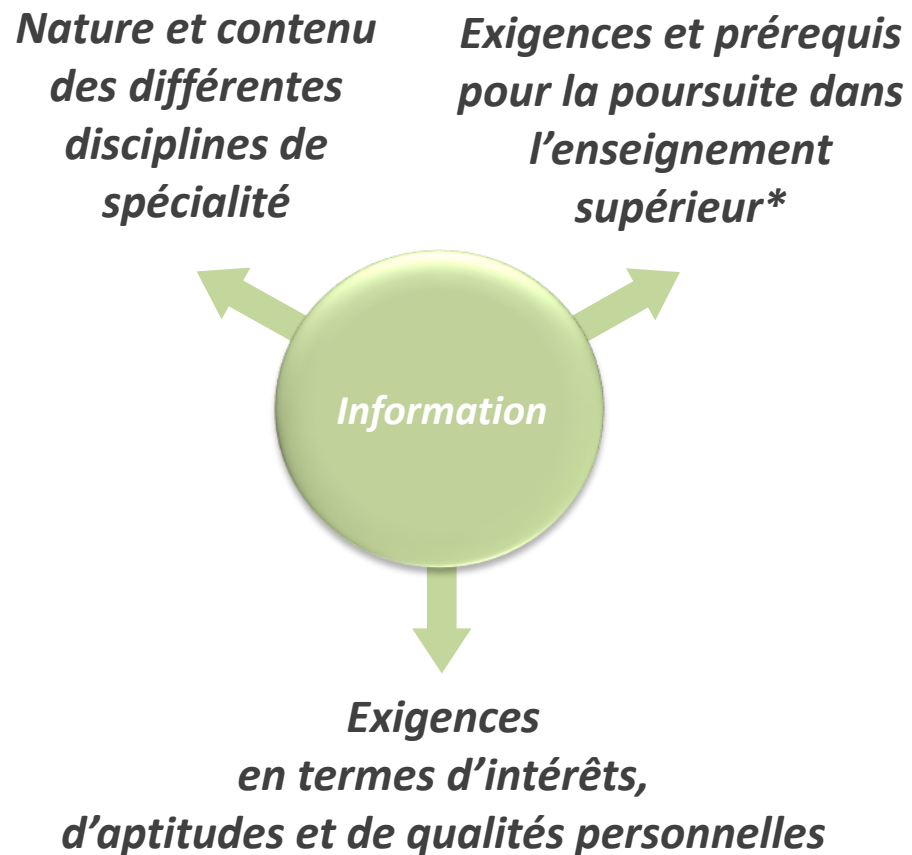 Nature et contenu
des différentes
disciplines de
spécialité
Exigences et prérequis
pour la poursuite dans
l’enseignement
supérieur*
Information
Exigences
en termes d’intérêts,
d’aptitudes et de qualités personnelles